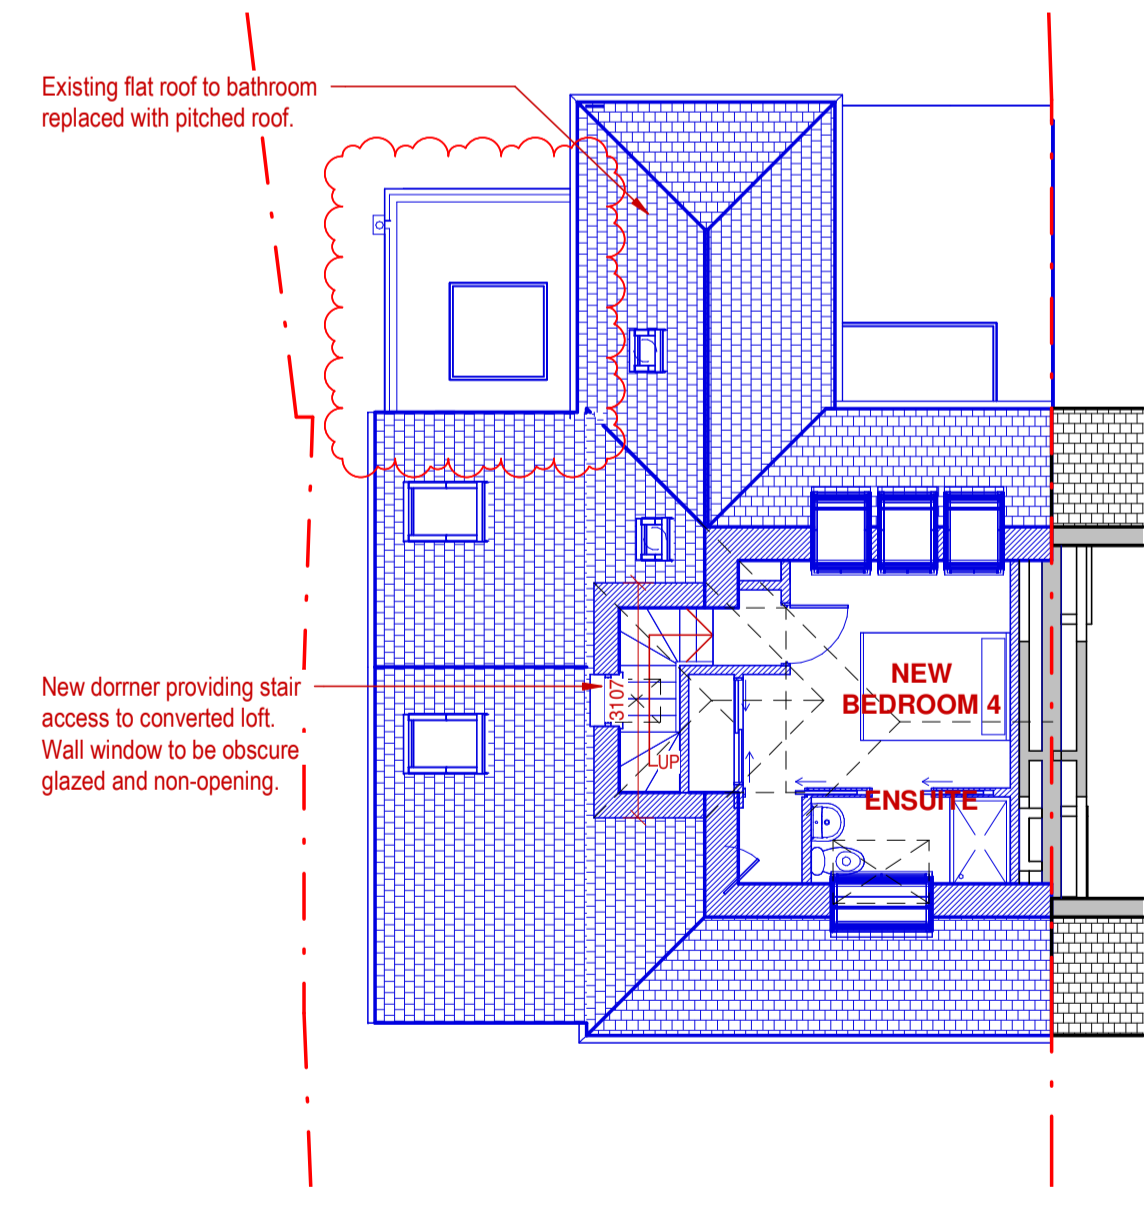 Existing flat roof to bathroom
replaced with pitched roof.
New dormer providing stair
access to converted loft.
Wall window to be obscure
glazed and non-opening.
3107
UP
NEW
BEDROOM 4
ENSUITE